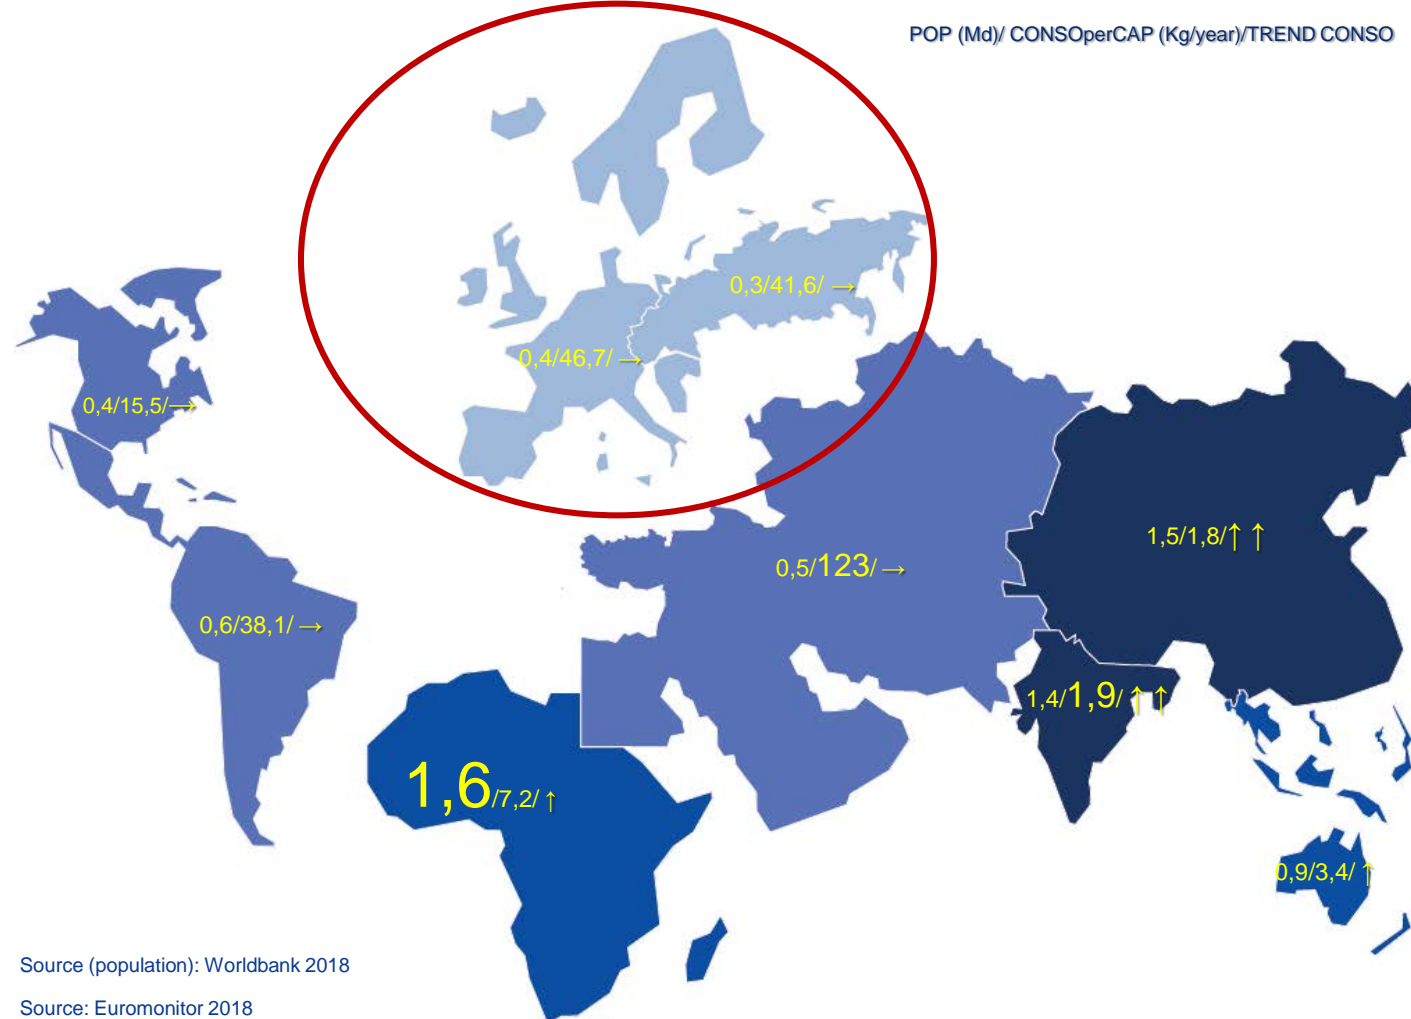 POP (Md)/ CONSOperCAP (Kg/year)/TREND CONSO
0,3/41,6/ →
0,4/46,7/ →
0,4/15,5/→
1,5/1,8/↑ ↑
0,5/123/ →
0,6/38,1/ →
1,4/1,9/ ↑ ↑
1,6/7,2/ ↑
0,9/3,4/ ↑
Source (population): Worldbank 2018
Source: Euromonitor 2018